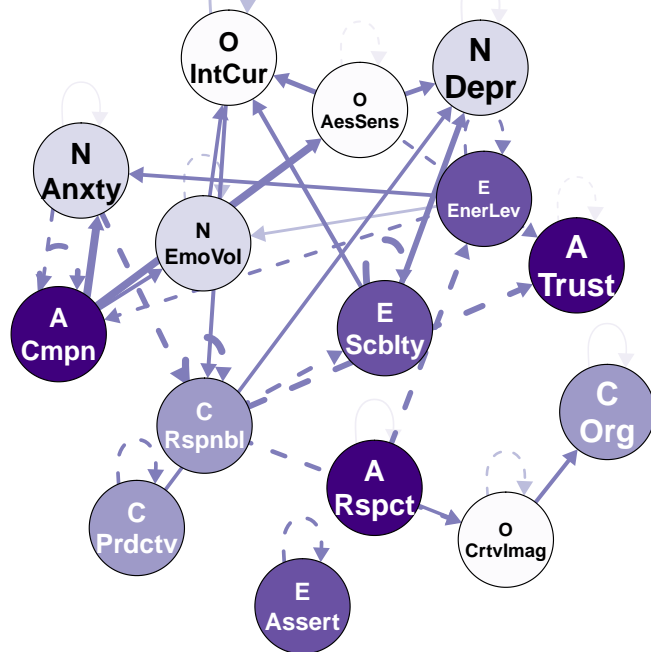 O
IntCur
N
Depr
O
AesSens
N
Anxty
E
EnerLev
N
EmoVol
A
Trust
A
Cmpn
E
Scblty
C
Rspnbl
C
Org
A
Rspct
C
Prdctv
O
CrtvImag
E
Assert